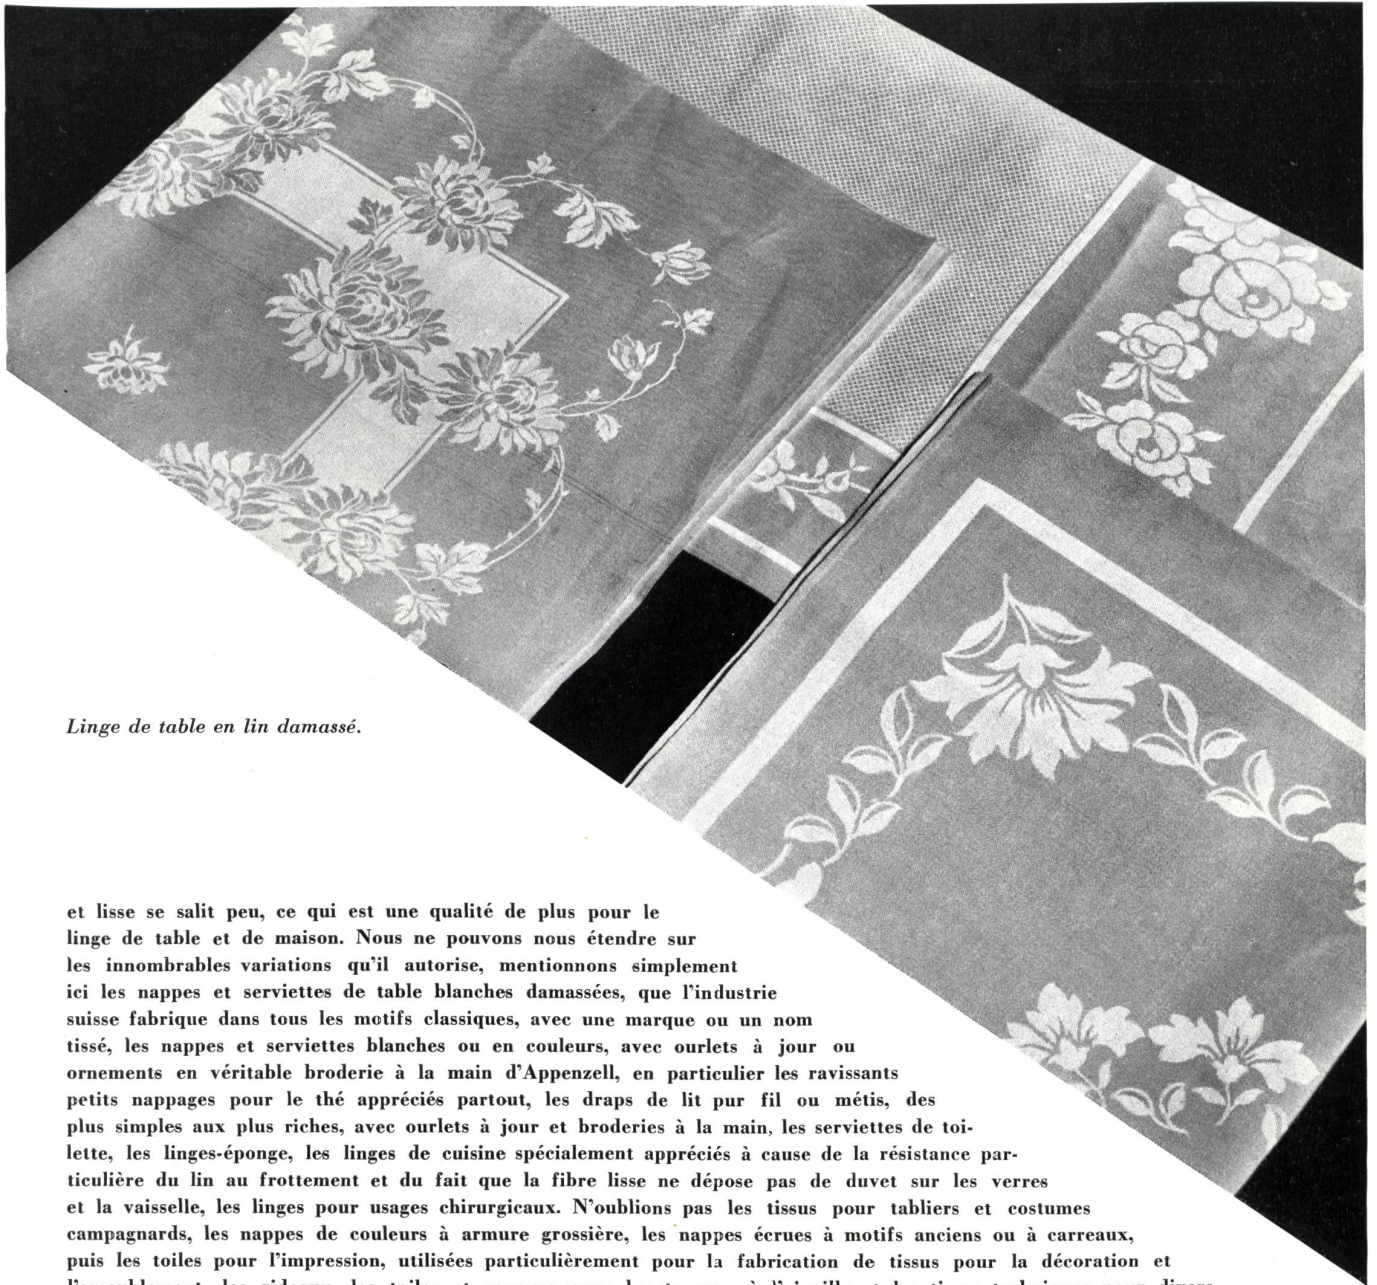 Linge de table en lin damassé.
et lisse se salit peu, ce qui est une qualité de plus pour le
linge de table et de maison. Nous ne pouvons nous étendre sur
les innombrables variations qu'il autorise, mentionnons simplement
ici les nappes et serviettes de table blanches damassées, que l'industrie
suisse fabrique dans tous les motifs classiques, avec une marque ou un nom
tissé, les nappes et serviettes blanches ou en couleurs, avec ourlets à jour ou
ornements en véritable broderie à la main d'Appenzell, en particulier les ravissants
petits nappages pour le thé appréciés partout, les draps de lit pur fil ou métis, des
plus simples aux plus riches, avec ourlets à jour et broderies à la main, les serviettes de toi-
lette, les linges-éponge, les linges de cuisine spécialement appréciés à cause de la résistance par-
ticulière du lin au frottement et du fait que la fibre lisse ne dépose pas de duvet sur les verres
et la vaisselle, les linges pour usages chirurgicaux. N'oublions pas les tissus pour tabliers et costumes
campagnards, les nappes de couleurs à armure grossière, les nappes écrues à motifs anciens ou à carreaux,
puis les toiles pour l'impression, utilisées particulièrement pour la fabrication de tissus pour la décoration et